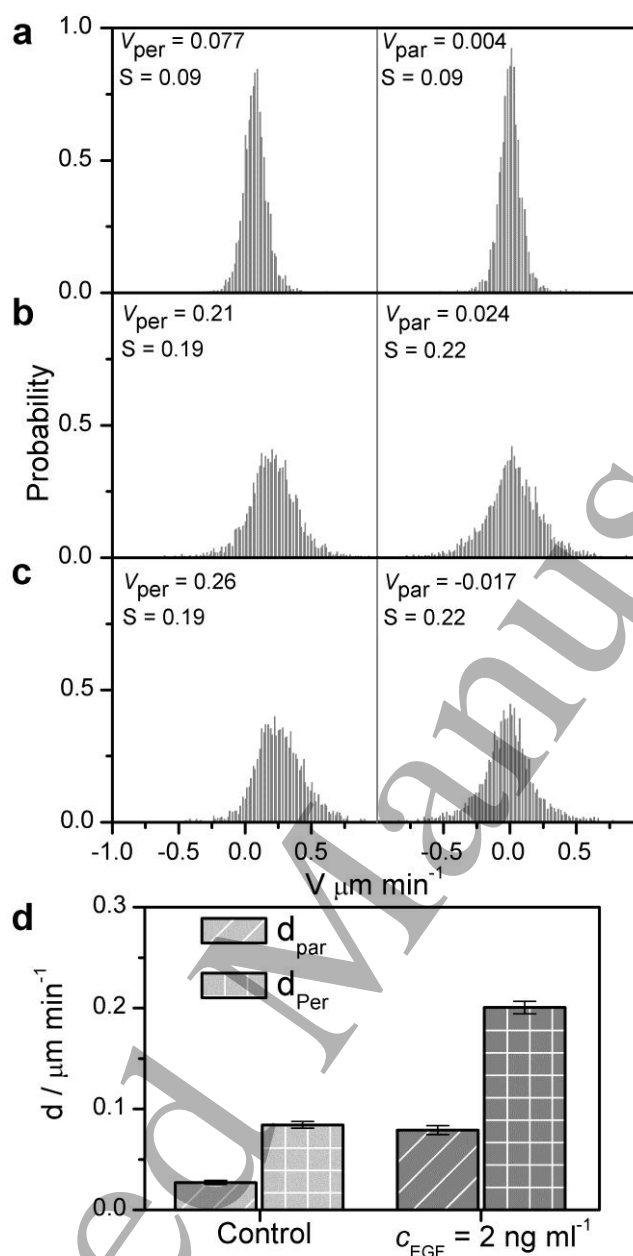 a
1.0
V_per = 0.077
S = 0.09
V_par = 0.004
S = 0.09
0.5
0.0
b
V_per = 0.21
S = 0.19
V_par = 0.024
S = 0.22
Probability
0.5
0.0
c
V_per = 0.26
S = 0.19
V_par = -0.017
S = 0.22
0.5
0.0
-1.0 -0.5 0.0 0.5 -0.5 0.0 0.5
V μm min⁻¹
d
0.3
d_par
d_Per
0.2
d / μm min⁻¹
0.1
0.0
Control c_EGF = 2 ng ml⁻¹
ed Manus